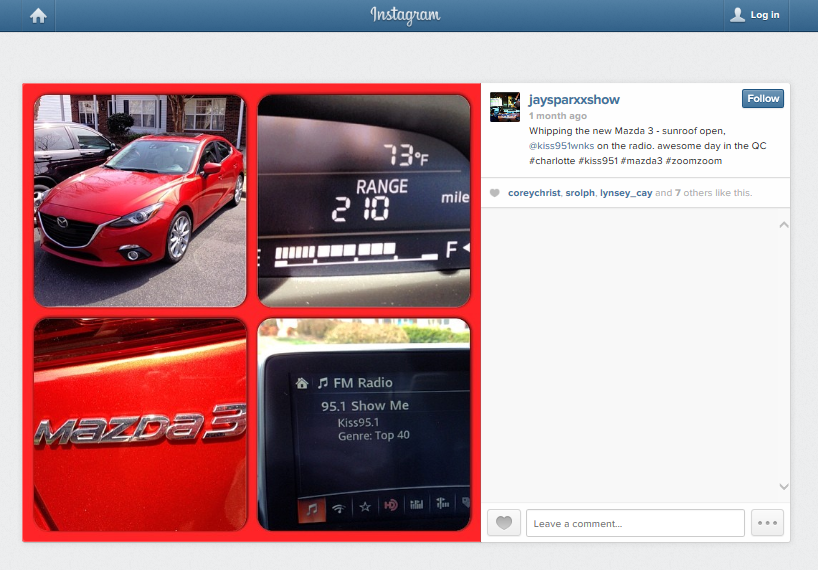 Instagram
Log in
73°F
RANGE
210
mile
E
F
MAZDA3
FM Radio
95.1 Show Me
Kiss95.1
Genre: Top 40
jaysparxxshow
Follow
1 month ago
Whipping the new Mazda 3 - sunroof open,
@kiss951wnks on the radio. awesome day in the QC
#charlotte #kiss951 #mazda3 #zoomzoom
coreychrist, srolph, lynsey_cay and 7 others like this.
Leave a comment...